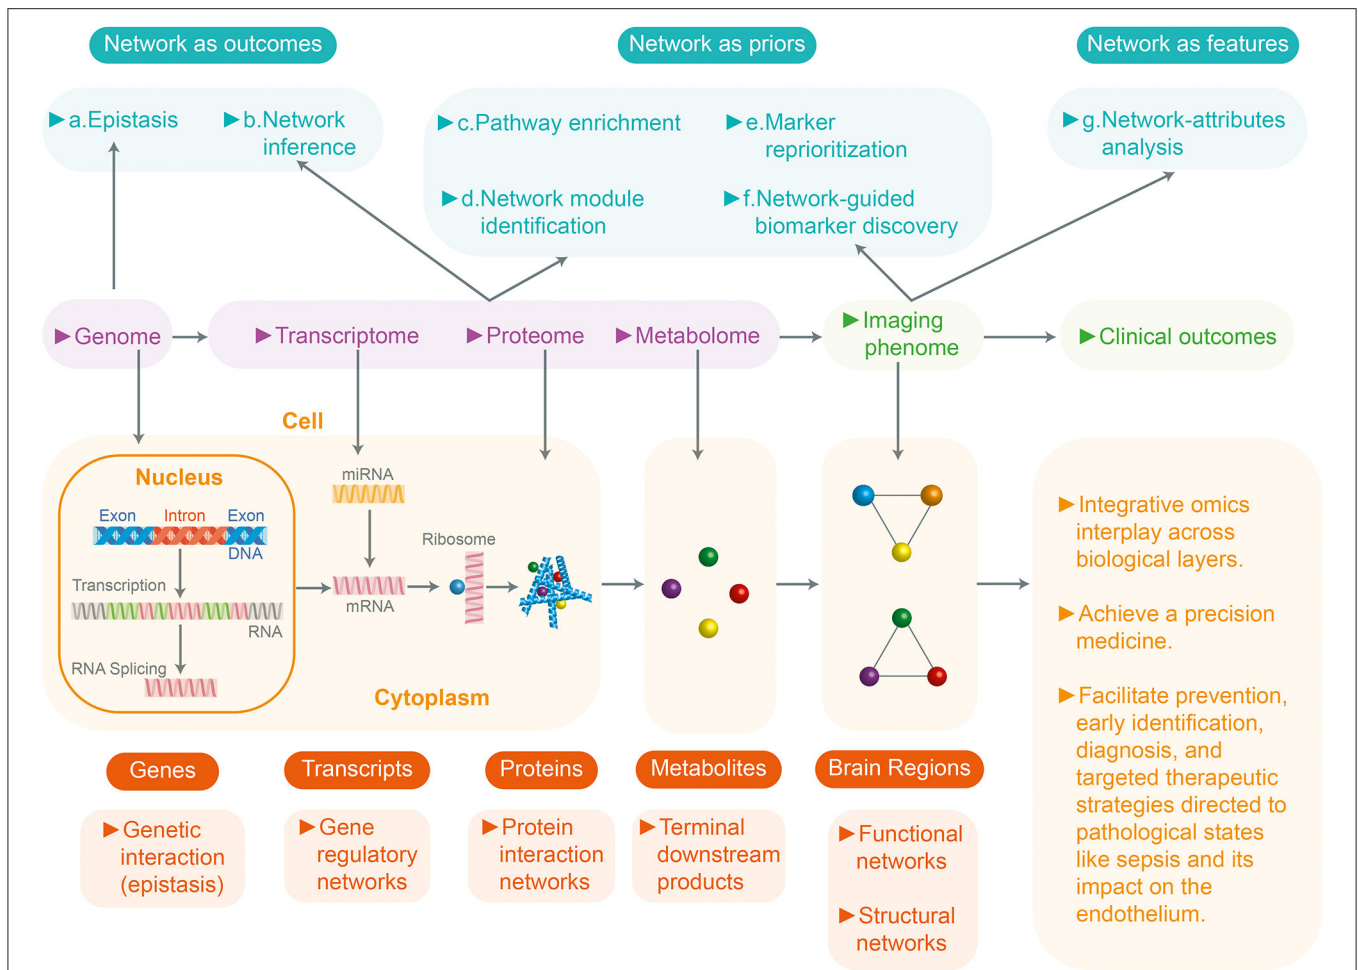 Network as outcomes
Network as priors
Network as features
a.Epistasis
b.Network
inference
c.Pathway enrichment
d.Network module
identification
e.Marker
reprioritization
f.Network-guided
biomarker discovery
g.Network-attributes
analysis
Genome
Transcriptome
Proteome
Metabolome
Imaging
phenome
Clinical outcomes
Cell
Nucleus
Exon
Intron
Exon
DNA
Transcription
RNA
RNA Splicing
miRNA
mRNA
Ribosome
Cytoplasm
Integrative omics
interplay across
biological layers.
Achieve a precision
medicine.
Facilitate prevention,
early identification,
diagnosis, and
targeted therapeutic
strategies directed to
pathological states
like sepsis and its
impact on the
endothelium.
Genes
Genetic
interaction
(epistasis)
Transcripts
Gene
regulatory
networks
Proteins
Protein
interaction
networks
Metabolites
Terminal
downstream
products
Brain Regions
Functional
networks
Structural
networks